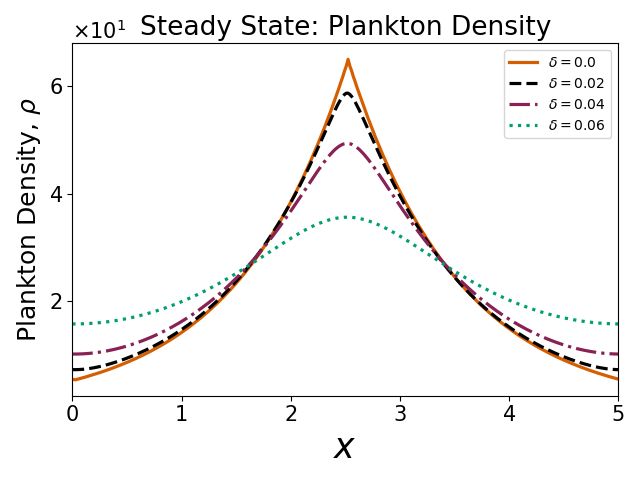 ×10¹ Steady State: Plankton Density
Plankton Density, ρ
6
4
2
δ = 0.0
δ = 0.02
δ = 0.04
δ = 0.06
0 1 2 3 4 5
x